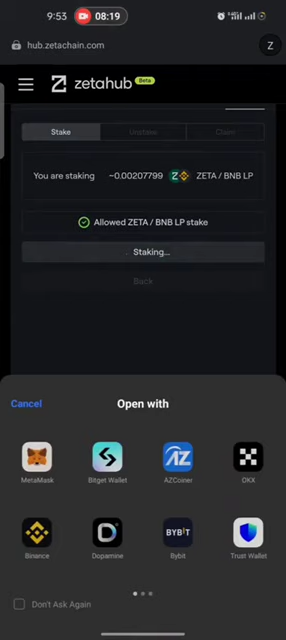 9:53 08:19
hub.zetachain.com Z
zetahub Beta
Stake Unstake Claim
You are staking ~0.00207799 ZETA / BNB LP
Allowed ZETA / BNB LP stake
Staking...
Back
Cancel Open with
MetaMask Bitget Wallet AZCoiner OKX
BYBIT
Binance Dopamine Bybit Trust Wallet
Don't Ask Again